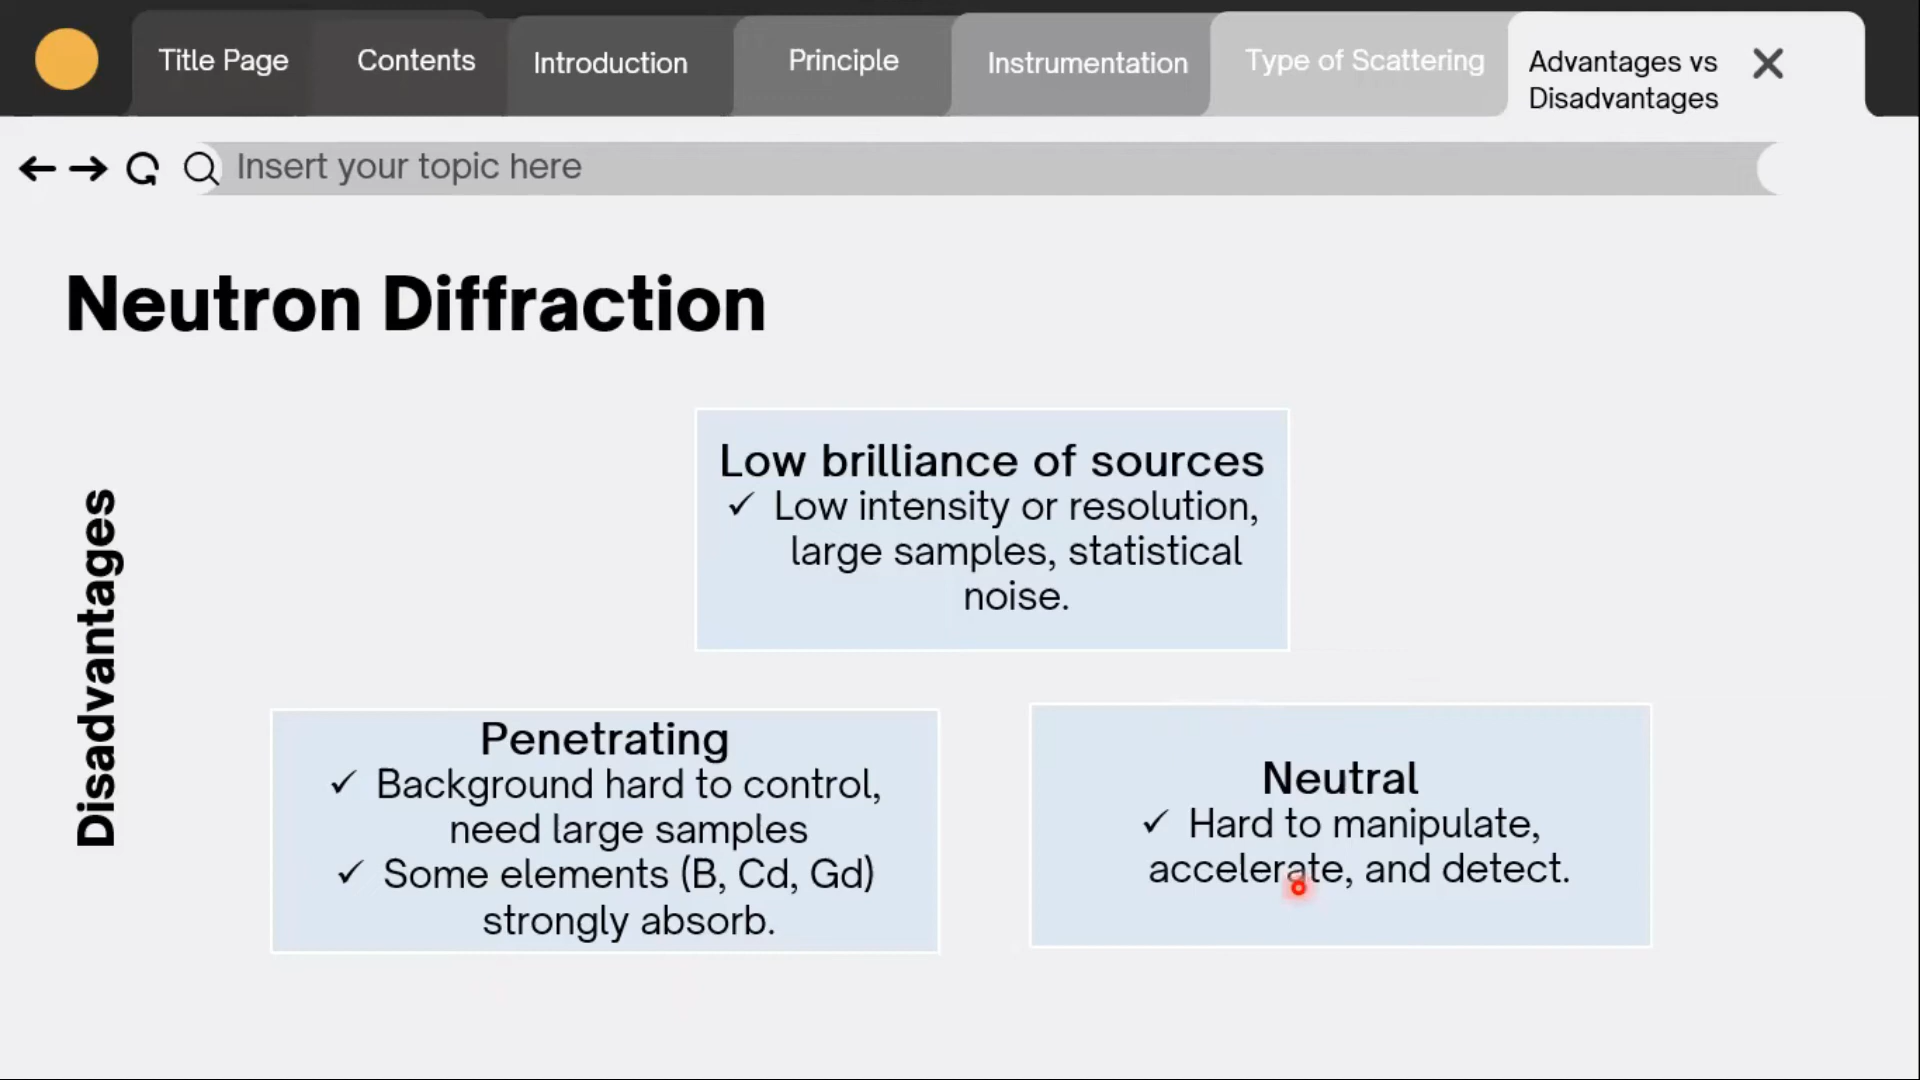 Title Page
Contents
Introduction
Principle
Instrumentation
Type of Scattering
Advantages vs
Disadvantages
Insert your topic here
Neutron Diffraction
Disadvantages
Low brilliance of sources
✓ Low intensity or resolution,
large samples, statistical
noise.
Penetrating
✓ Background hard to control,
need large samples
✓ Some elements (B, Cd, Gd)
strongly absorb.
Neutral
✓ Hard to manipulate,
accelerate, and detect.